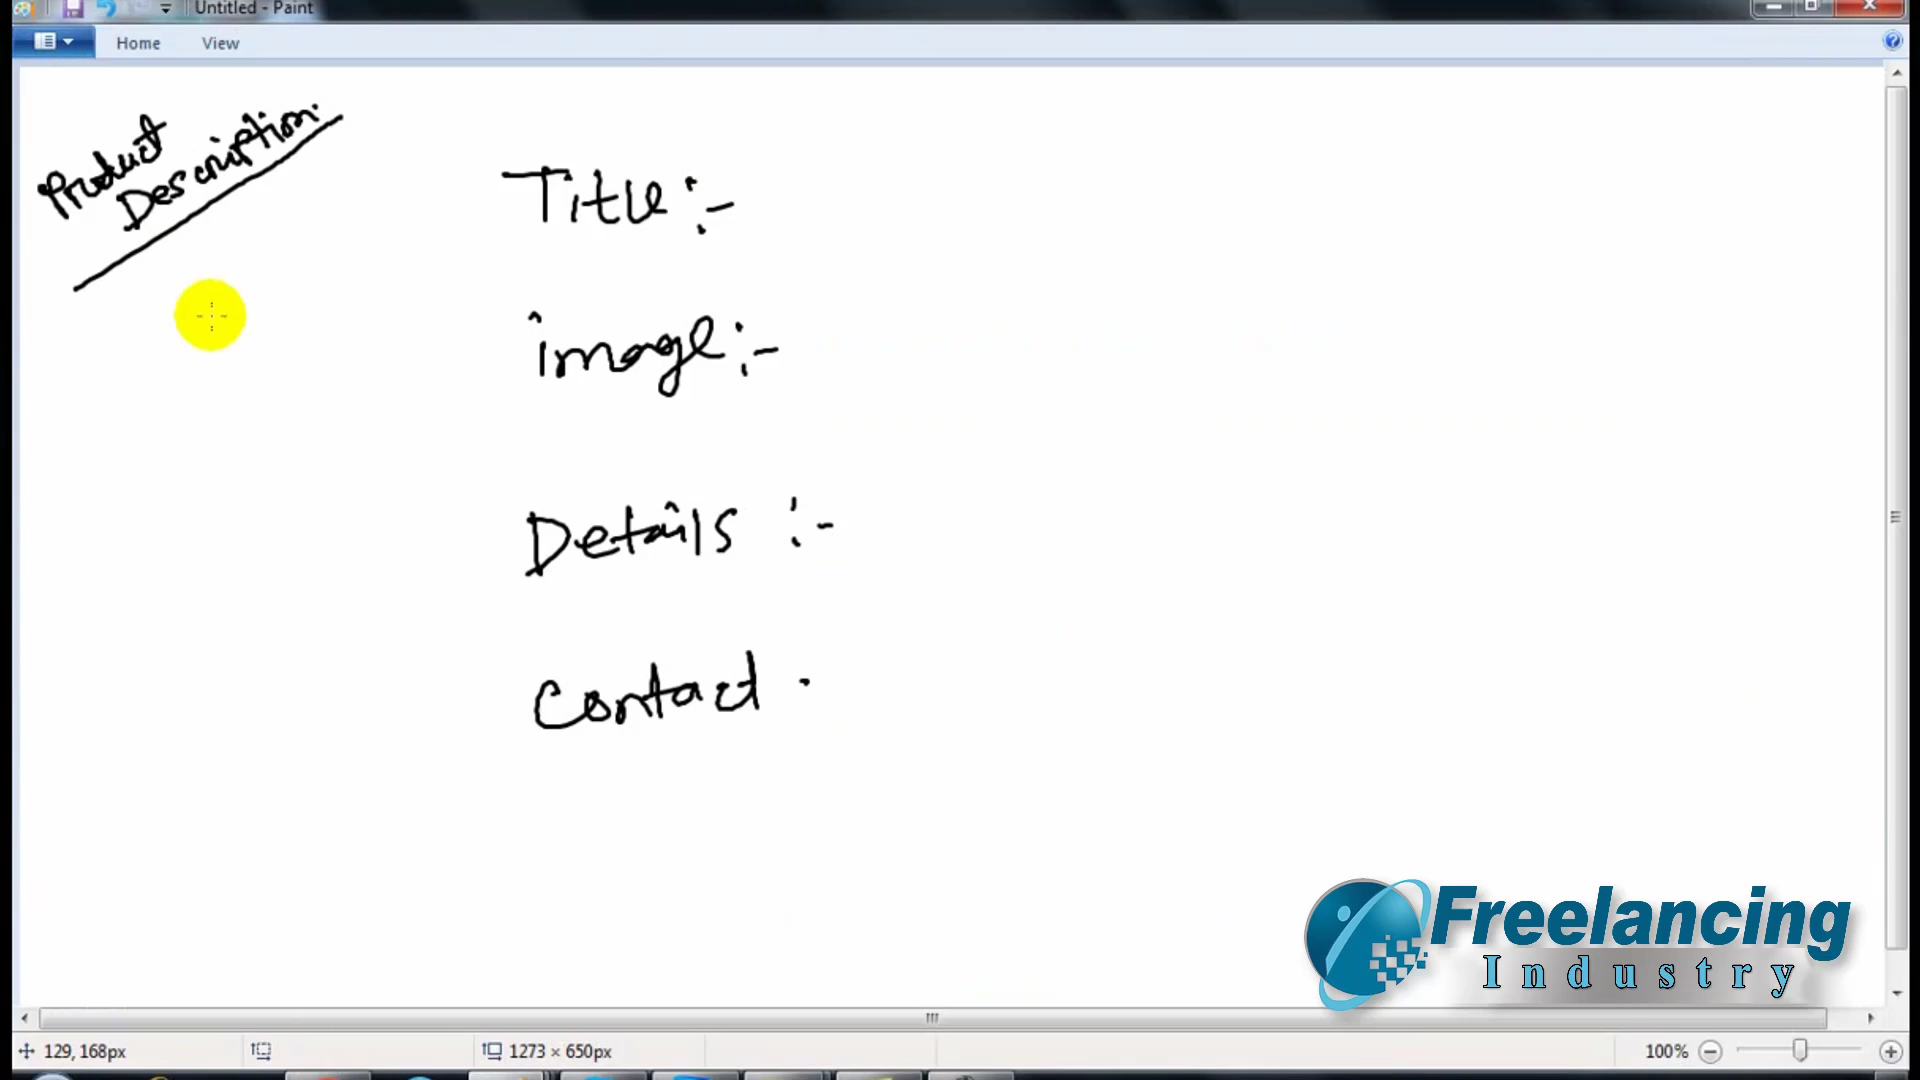 Untitled - Paint
Home View
Product
Description.
Title:-
image:-
Details :-
Contact .
Freelancing
Industry
129, 168px
1273 × 650px
100%